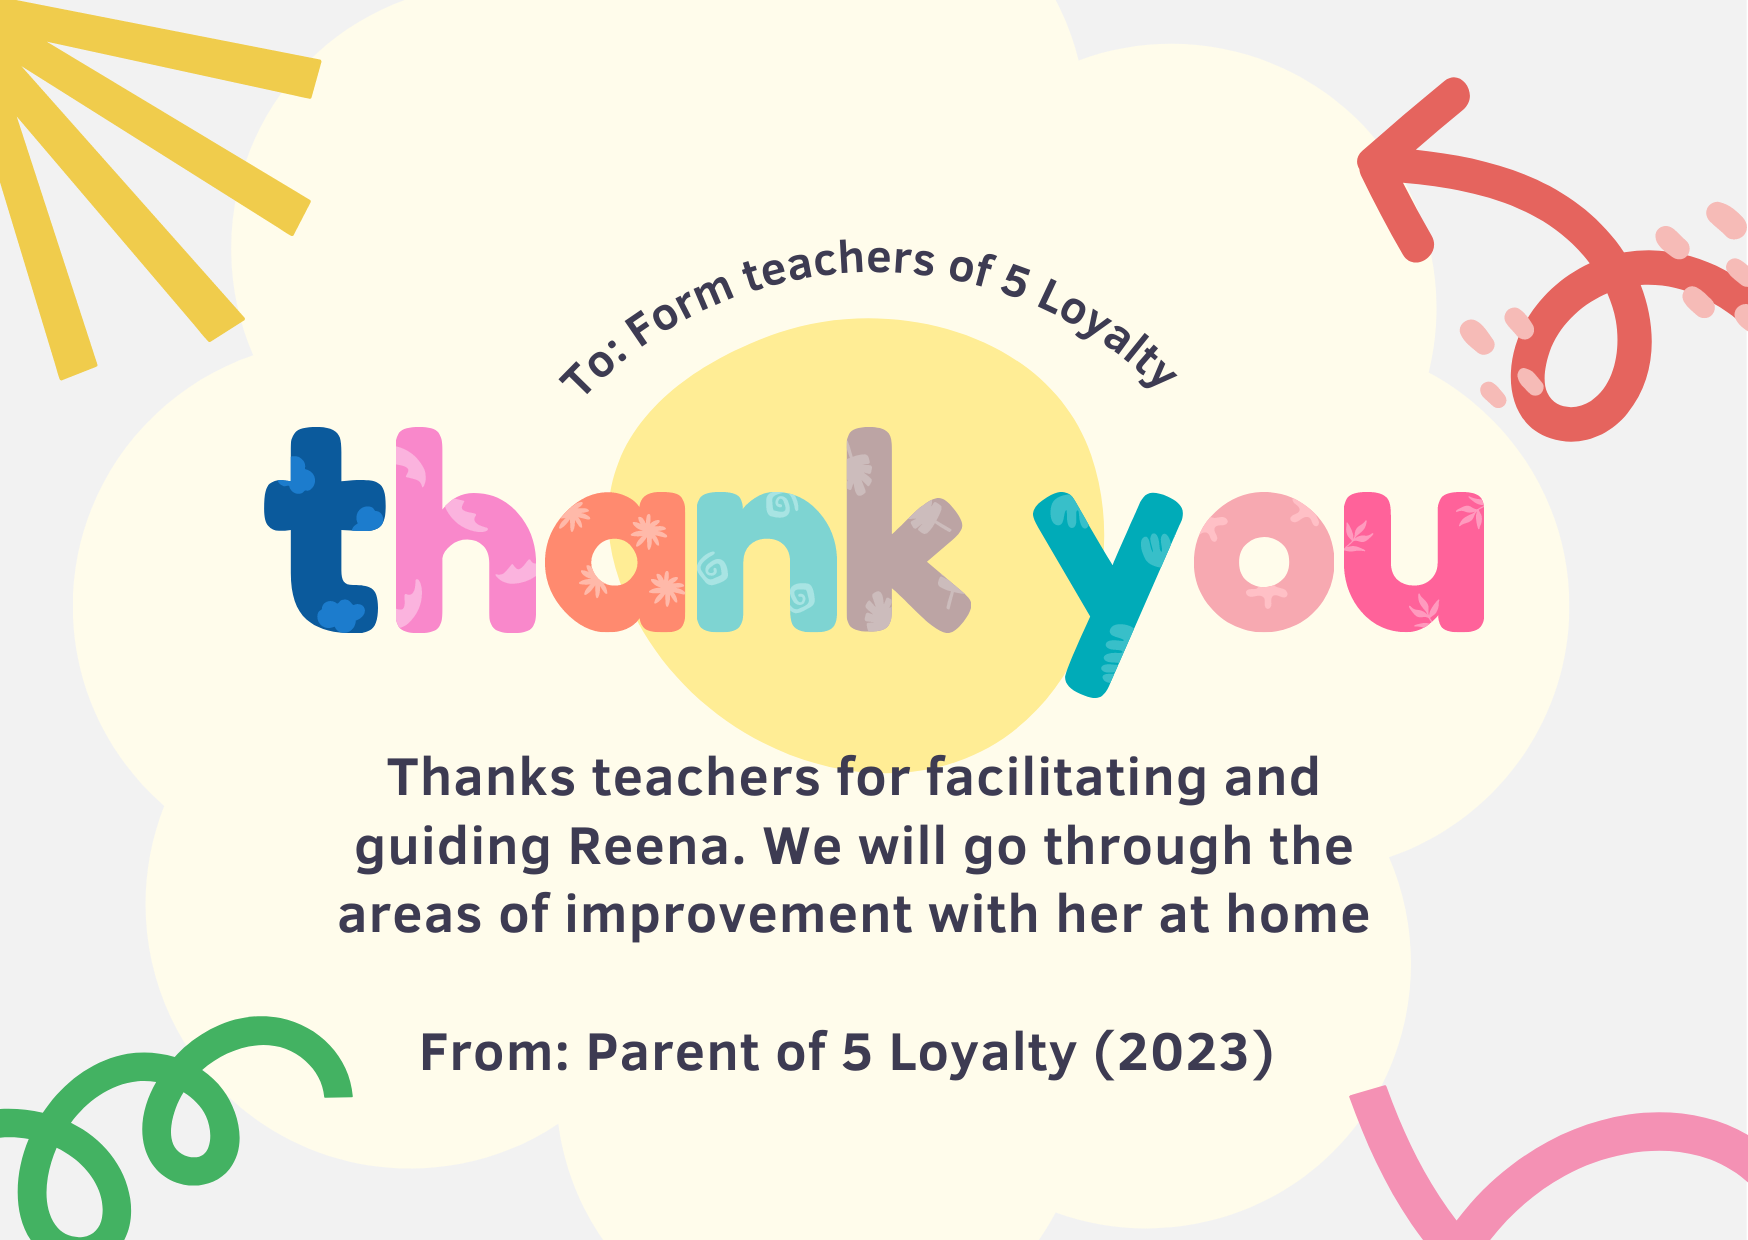 To: Form teachers of 5 Loyalty
thank you
Thanks teachers for facilitating and
guiding Reena. We will go through the
areas of improvement with her at home
From: Parent of 5 Loyalty (2023)